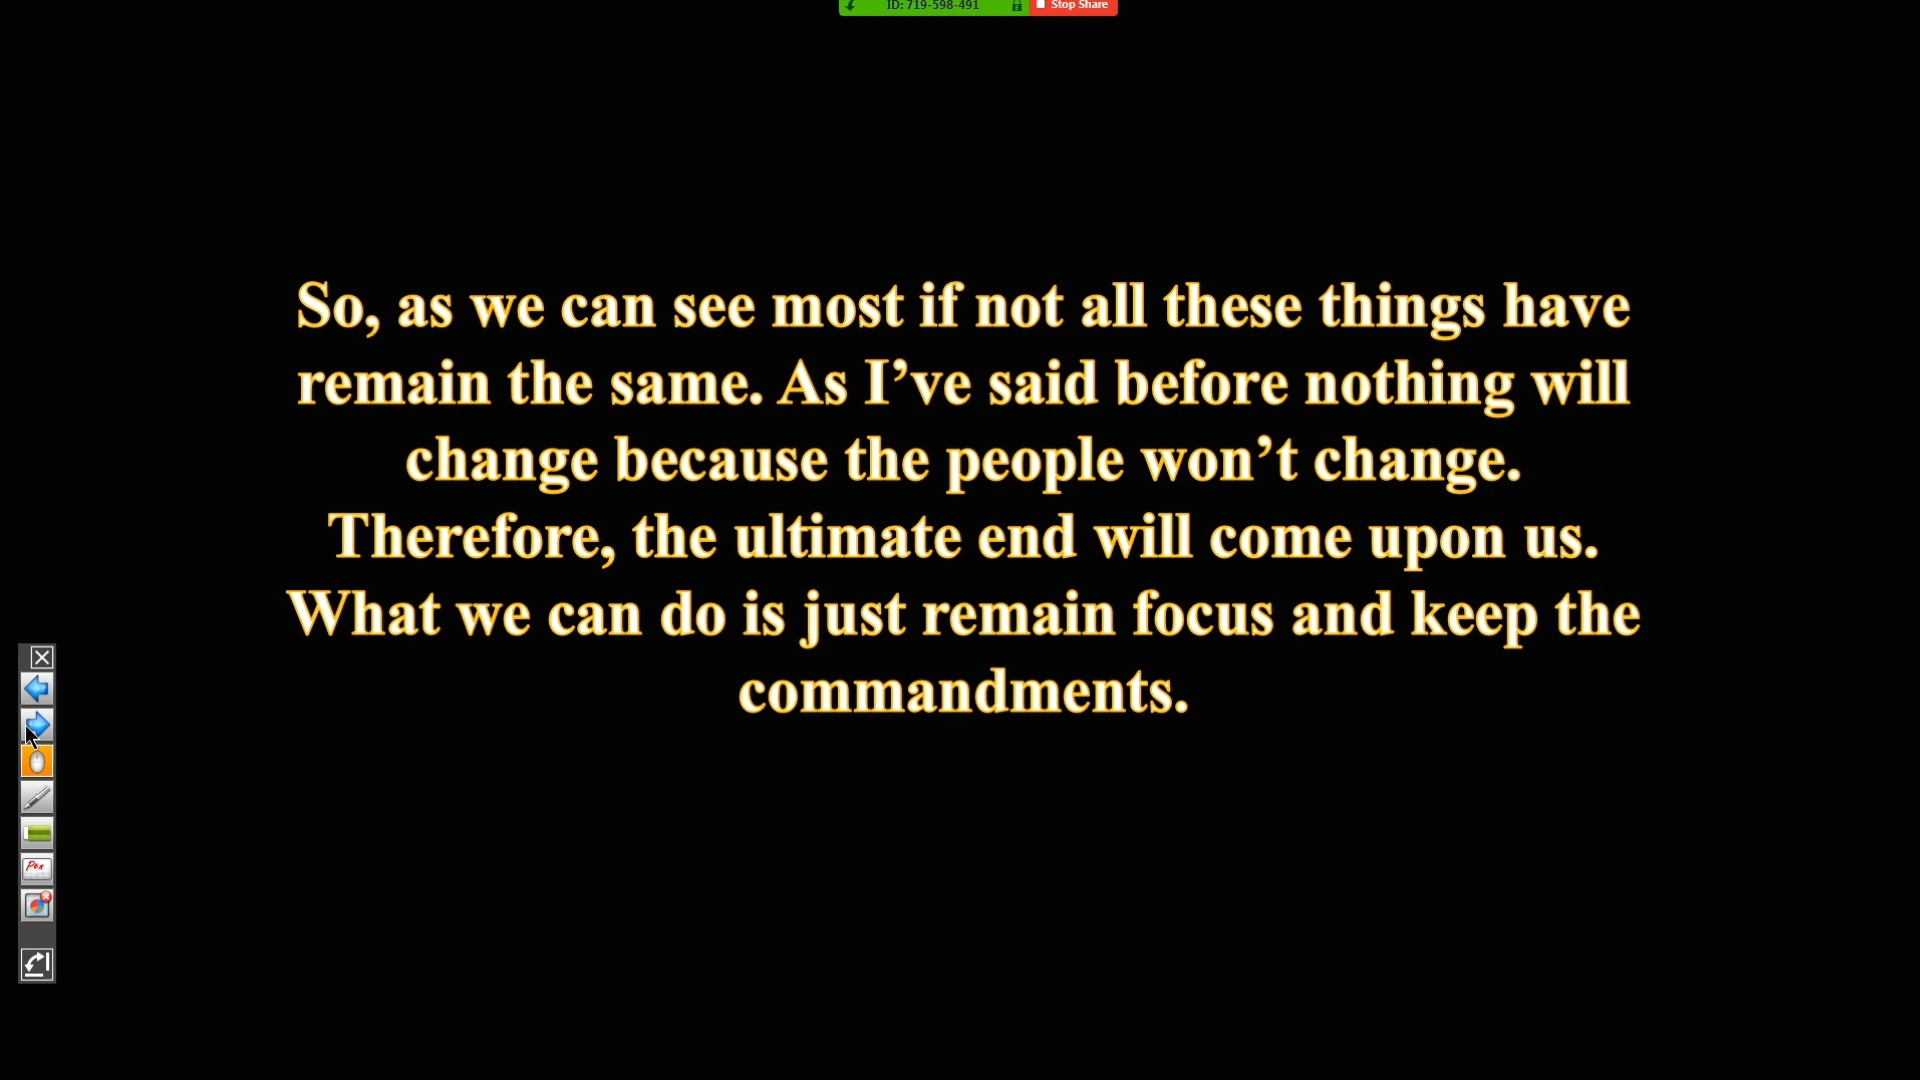 ID: 719-598-491 Stop Share
So, as we can see most if not all these things have
remain the same. As I’ve said before nothing will
change because the people won’t change.
Therefore, the ultimate end will come upon us.
What we can do is just remain focus and keep the
commandments.
Pen